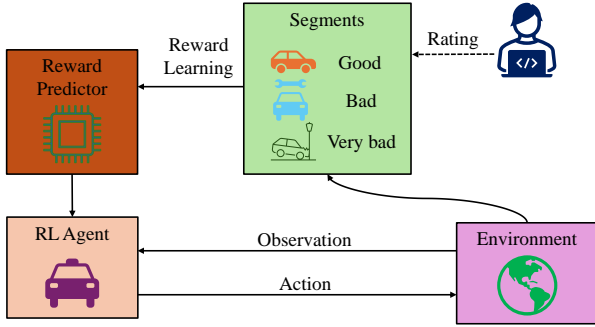 Segments
Good
Bad
Very bad
Rating
</>
Reward
Learning
Reward
Predictor
RL Agent
Observation
Action
Environment